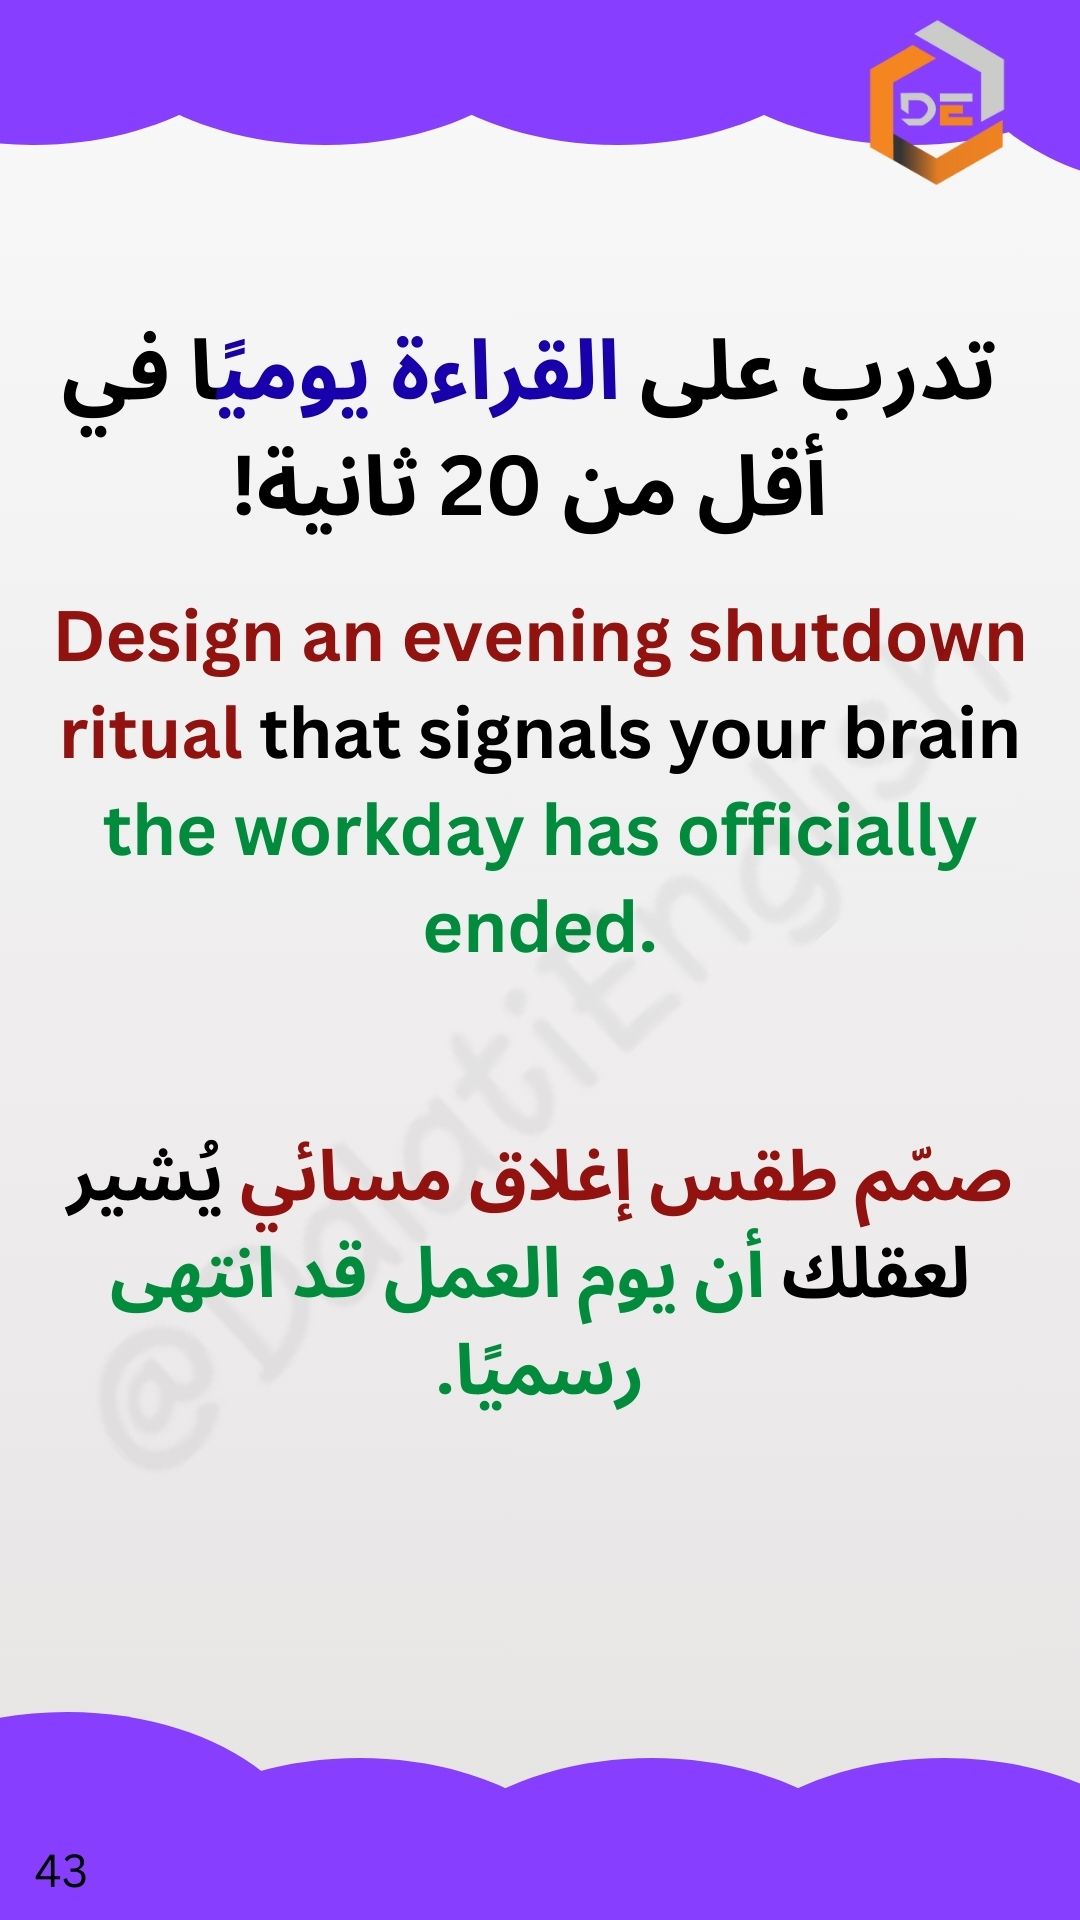 DE
تدرب على القراءة يوميًا في
أقل من 20 ثانية!
Design an evening shutdown
ritual that signals your brain
the workday has officially
ended.
@DalatiEnglish
صمّم طقس إغلاق مسائي يُشير
لعقلك أن يوم العمل قد انتهى
رسميًا.
43